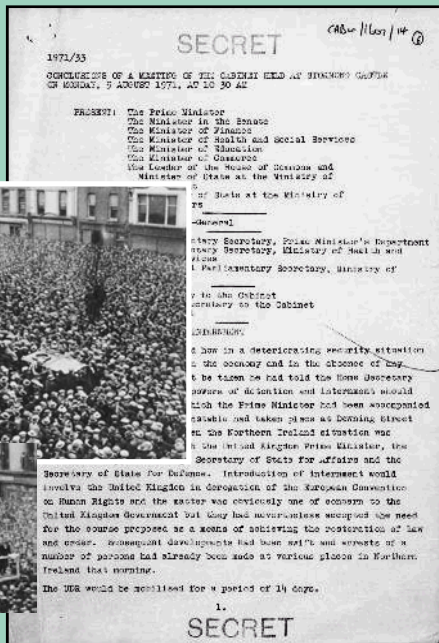 SECRET
CAB4/1607/14 6
1971/33
CONCLUSIONS OF A MEETING OF THE CABINET HELD AT STORMONT CASTLE
ON MONDAY, 9 AUGUST 1971, AT 10 30 AM
PRESENT: The Prime Minister
The Minister in the Senate
The Minister of Finance
The Minister of Health and Social Services
The Minister of Education
The Minister of Commerce
The Leader of the House of Commons and
Minister of State at the Ministry of
of State at the Ministry of
rs
-General
ntary Secretary, Prime Minister's Department
ntary Secretary, Ministry of Health and
vices
Parliamentary Secretary, Ministry of
y to the Cabinet
ecretary to the Cabinet
INTERNMENT
d how in a deteriorating security situation
n the economy and in the absence of any
t be taken he had told the Home Secretary
powers of detention and internment should
hich the Prime Minister had been accompanied
nstable had taken place at Downing Street
en the Northern Ireland situation was
h the United Kingdom Prime Minister, the
Secretary of State for Affairs and the
Secretary of State for Defence. Introduction of internment would
involve the United Kingdom in derogation of the European Convention
on Human Rights and the matter was obviously one of concern to the
United Kingdom Government but they had nevertheless accepted the need
for the course proposed as a means of achieving the restoration of law
and order. Subsequent developments had been swift and arrests of a
number of persons had already been made at various places in Northern
Ireland that morning.
The UDR would be mobilised for a period of 14 days.
1.
SECRET